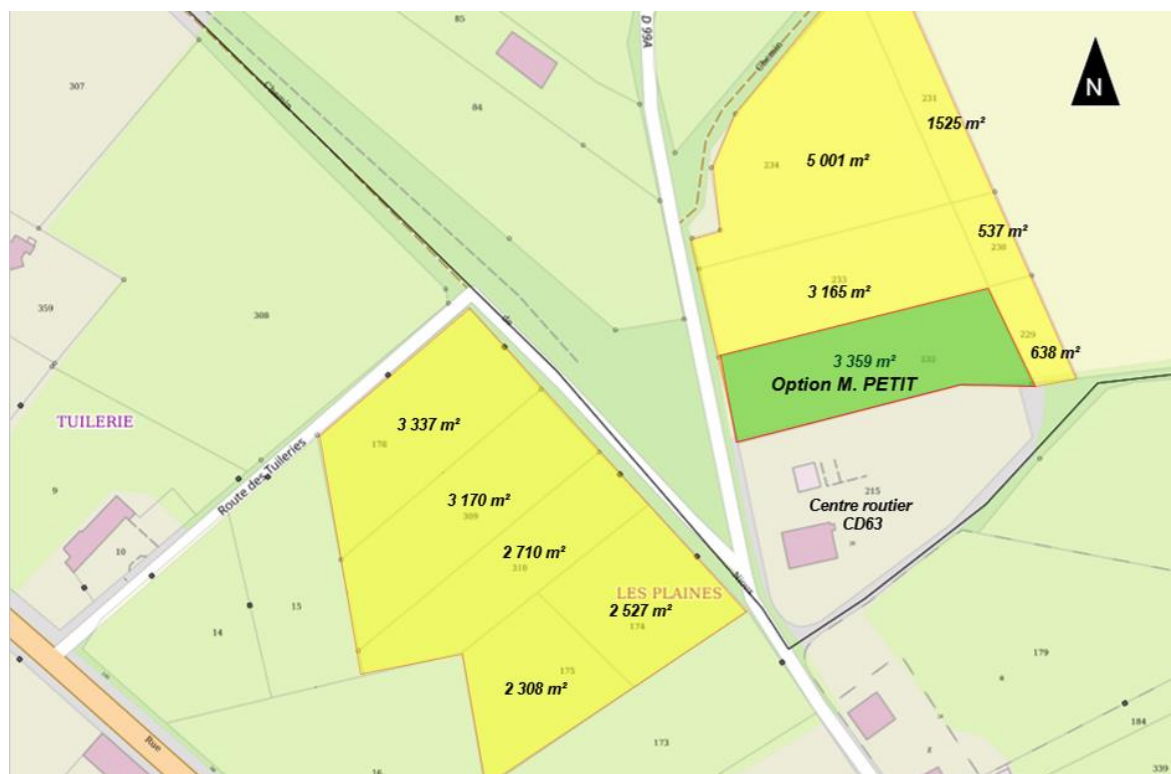 85
D 99A
N
307
Chemin
84
Chemin
231
1525 m²
234
5 001 m²
537 m²
230
233
3 165 m²
359
308
229
638 m²
3 359 m²
232
Option M. PETIT
TUILERIE
3 337 m²
178
Route des Tuileries
9
3 170 m²
309
215
Centre routier
CD63
10
2 710 m²
310
LES PLAINES
2 527 m²
174
15
14
175
2 308 m²
179
184
Rue
173
16
339